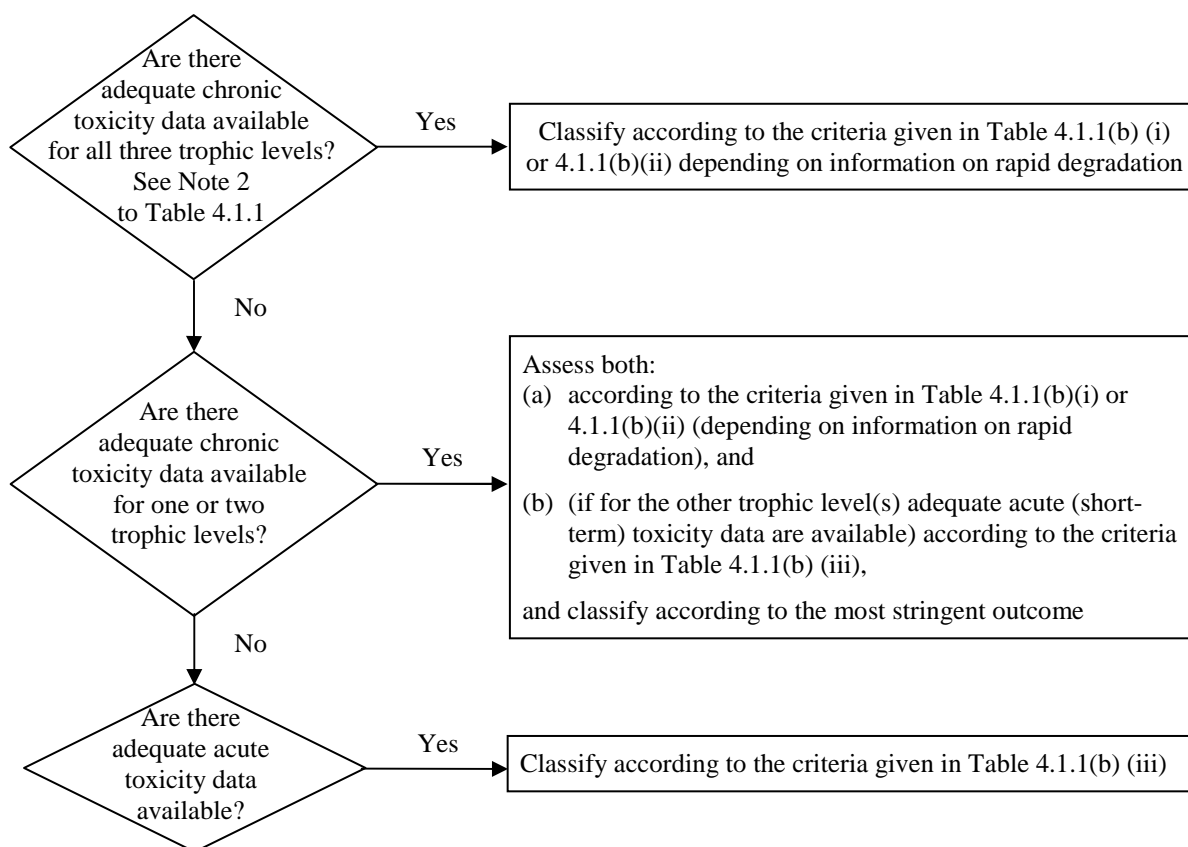 Are there
adequate chronic
toxicity data available
for all three trophic levels?
See Note 2
to Table 4.1.1
Yes
Classify according to the criteria given in Table 4.1.1(b) (i)
or 4.1.1(b)(ii) depending on information on rapid degradation
No
Are there
adequate chronic
toxicity data available
for one or two
trophic levels?
Yes
Assess both:
(a) according to the criteria given in Table 4.1.1(b)(i) or
4.1.1(b)(ii) (depending on information on rapid
degradation), and
(b) (if for the other trophic level(s) adequate acute (short-
term) toxicity data are available) according to the criteria
given in Table 4.1.1(b) (iii),
and classify according to the most stringent outcome
No
Are there
adequate acute
toxicity data
available?
Yes
Classify according to the criteria given in Table 4.1.1(b) (iii)